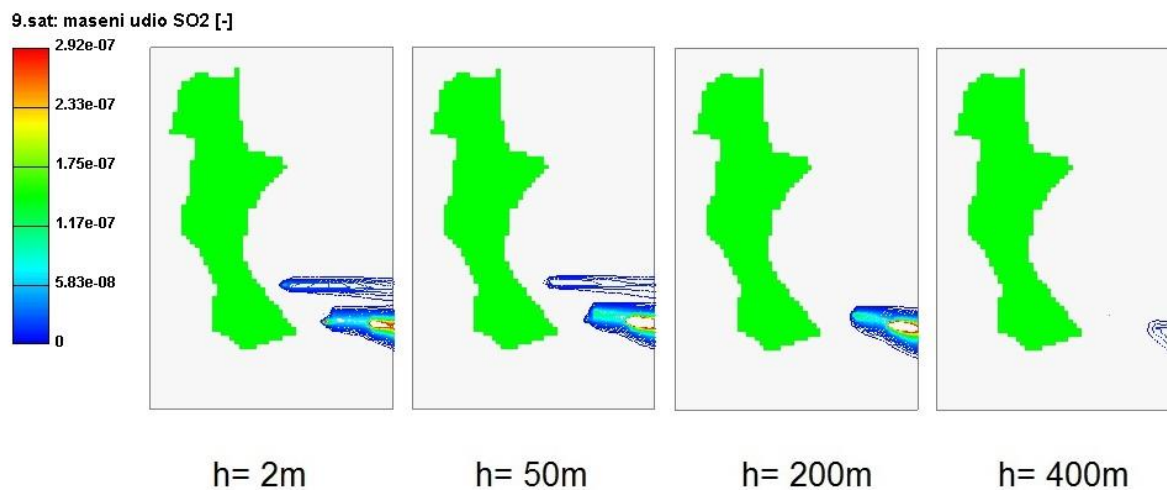 9.sat: maseni udio SO2 [-]
2.92e-07
2.33e-07
1.75e-07
1.17e-07
5.83e-08
0
h= 2m
h= 50m
h= 200m
h= 400m